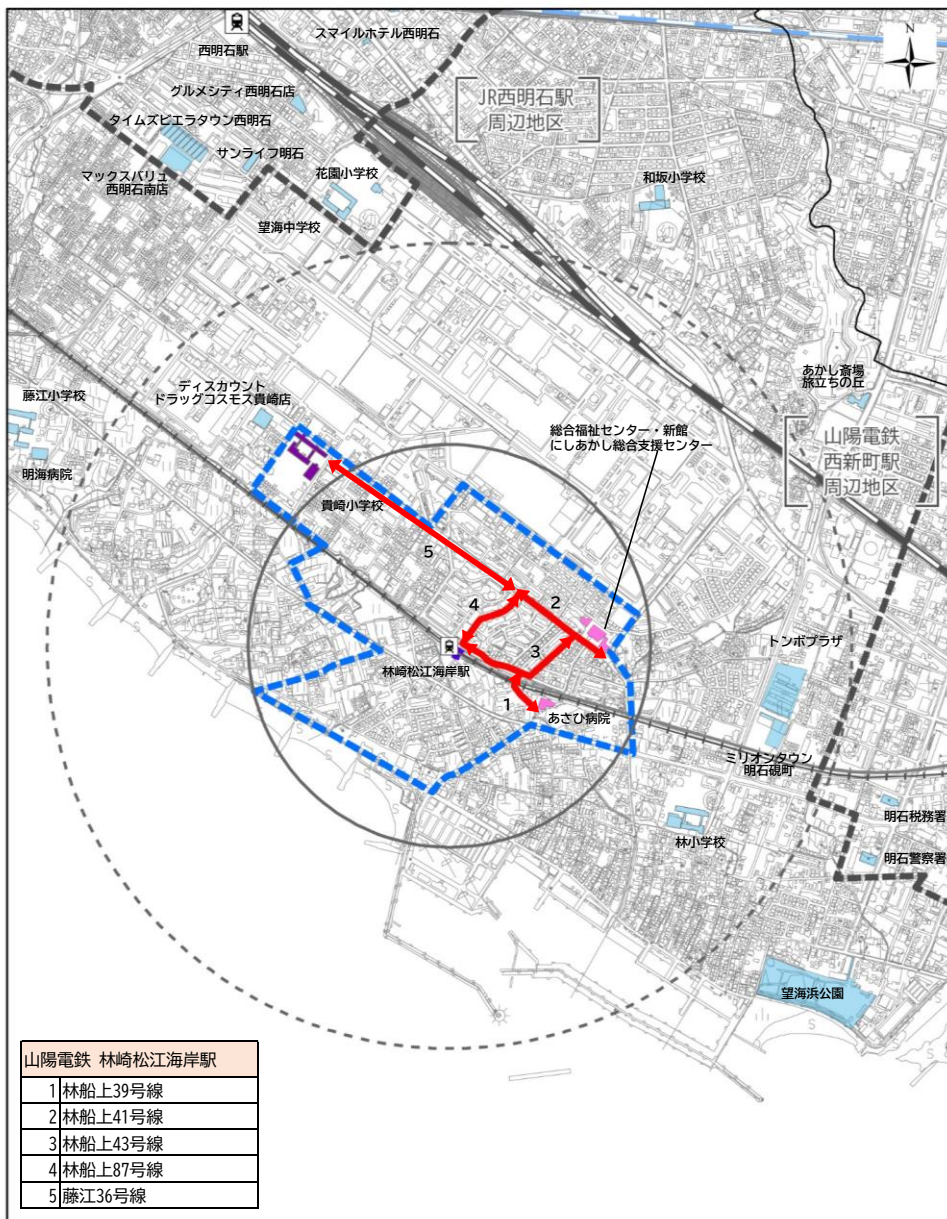 スマイルホテル西明石
西明石駅
N
グルメシティ西明石店
JR西明石駅
周辺地区
タイムズビエラタウン西明石
サンライフ明石
マックスバリュ
西明石南店
花園小学校
和坂小学校
望海中学校
あかし斎場
旅立ちの丘
ディスカウント
ドラッグコスモス貴崎店
藤江小学校
総合福祉センター・新館
にしあかし総合支援センター
山陽電鉄
西新町駅
周辺地区
明海病院
貴崎小学校
5
4
2
3
トンボプラザ
林崎松江海岸駅
1
あさひ病院
ミリオンタウン
明石硯町
明石税務署
林小学校
明石警察署
望海浜公園
山陽電鉄 林崎松江海岸駅
1 林船上39号線
2 林船上41号線
3 林船上43号線
4 林船上87号線
5 藤江36号線